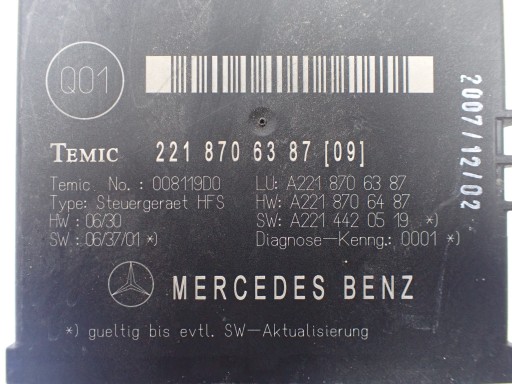 Q01
TEMIC 221 870 63 87 [09]
Temic No.: 008119D0
Type: Steuergeraet HFS
HW : 06/30
SW : 06/37/01 *)
LU: A221 870 63 87
HW: A221 870 64 87
SW: A221 442 05 19 *)
Diagnose-Kenng.: 0001 *)
MERCEDES BENZ
*) gueltig bis evtl. SW-Aktualisierung
2007/12/02